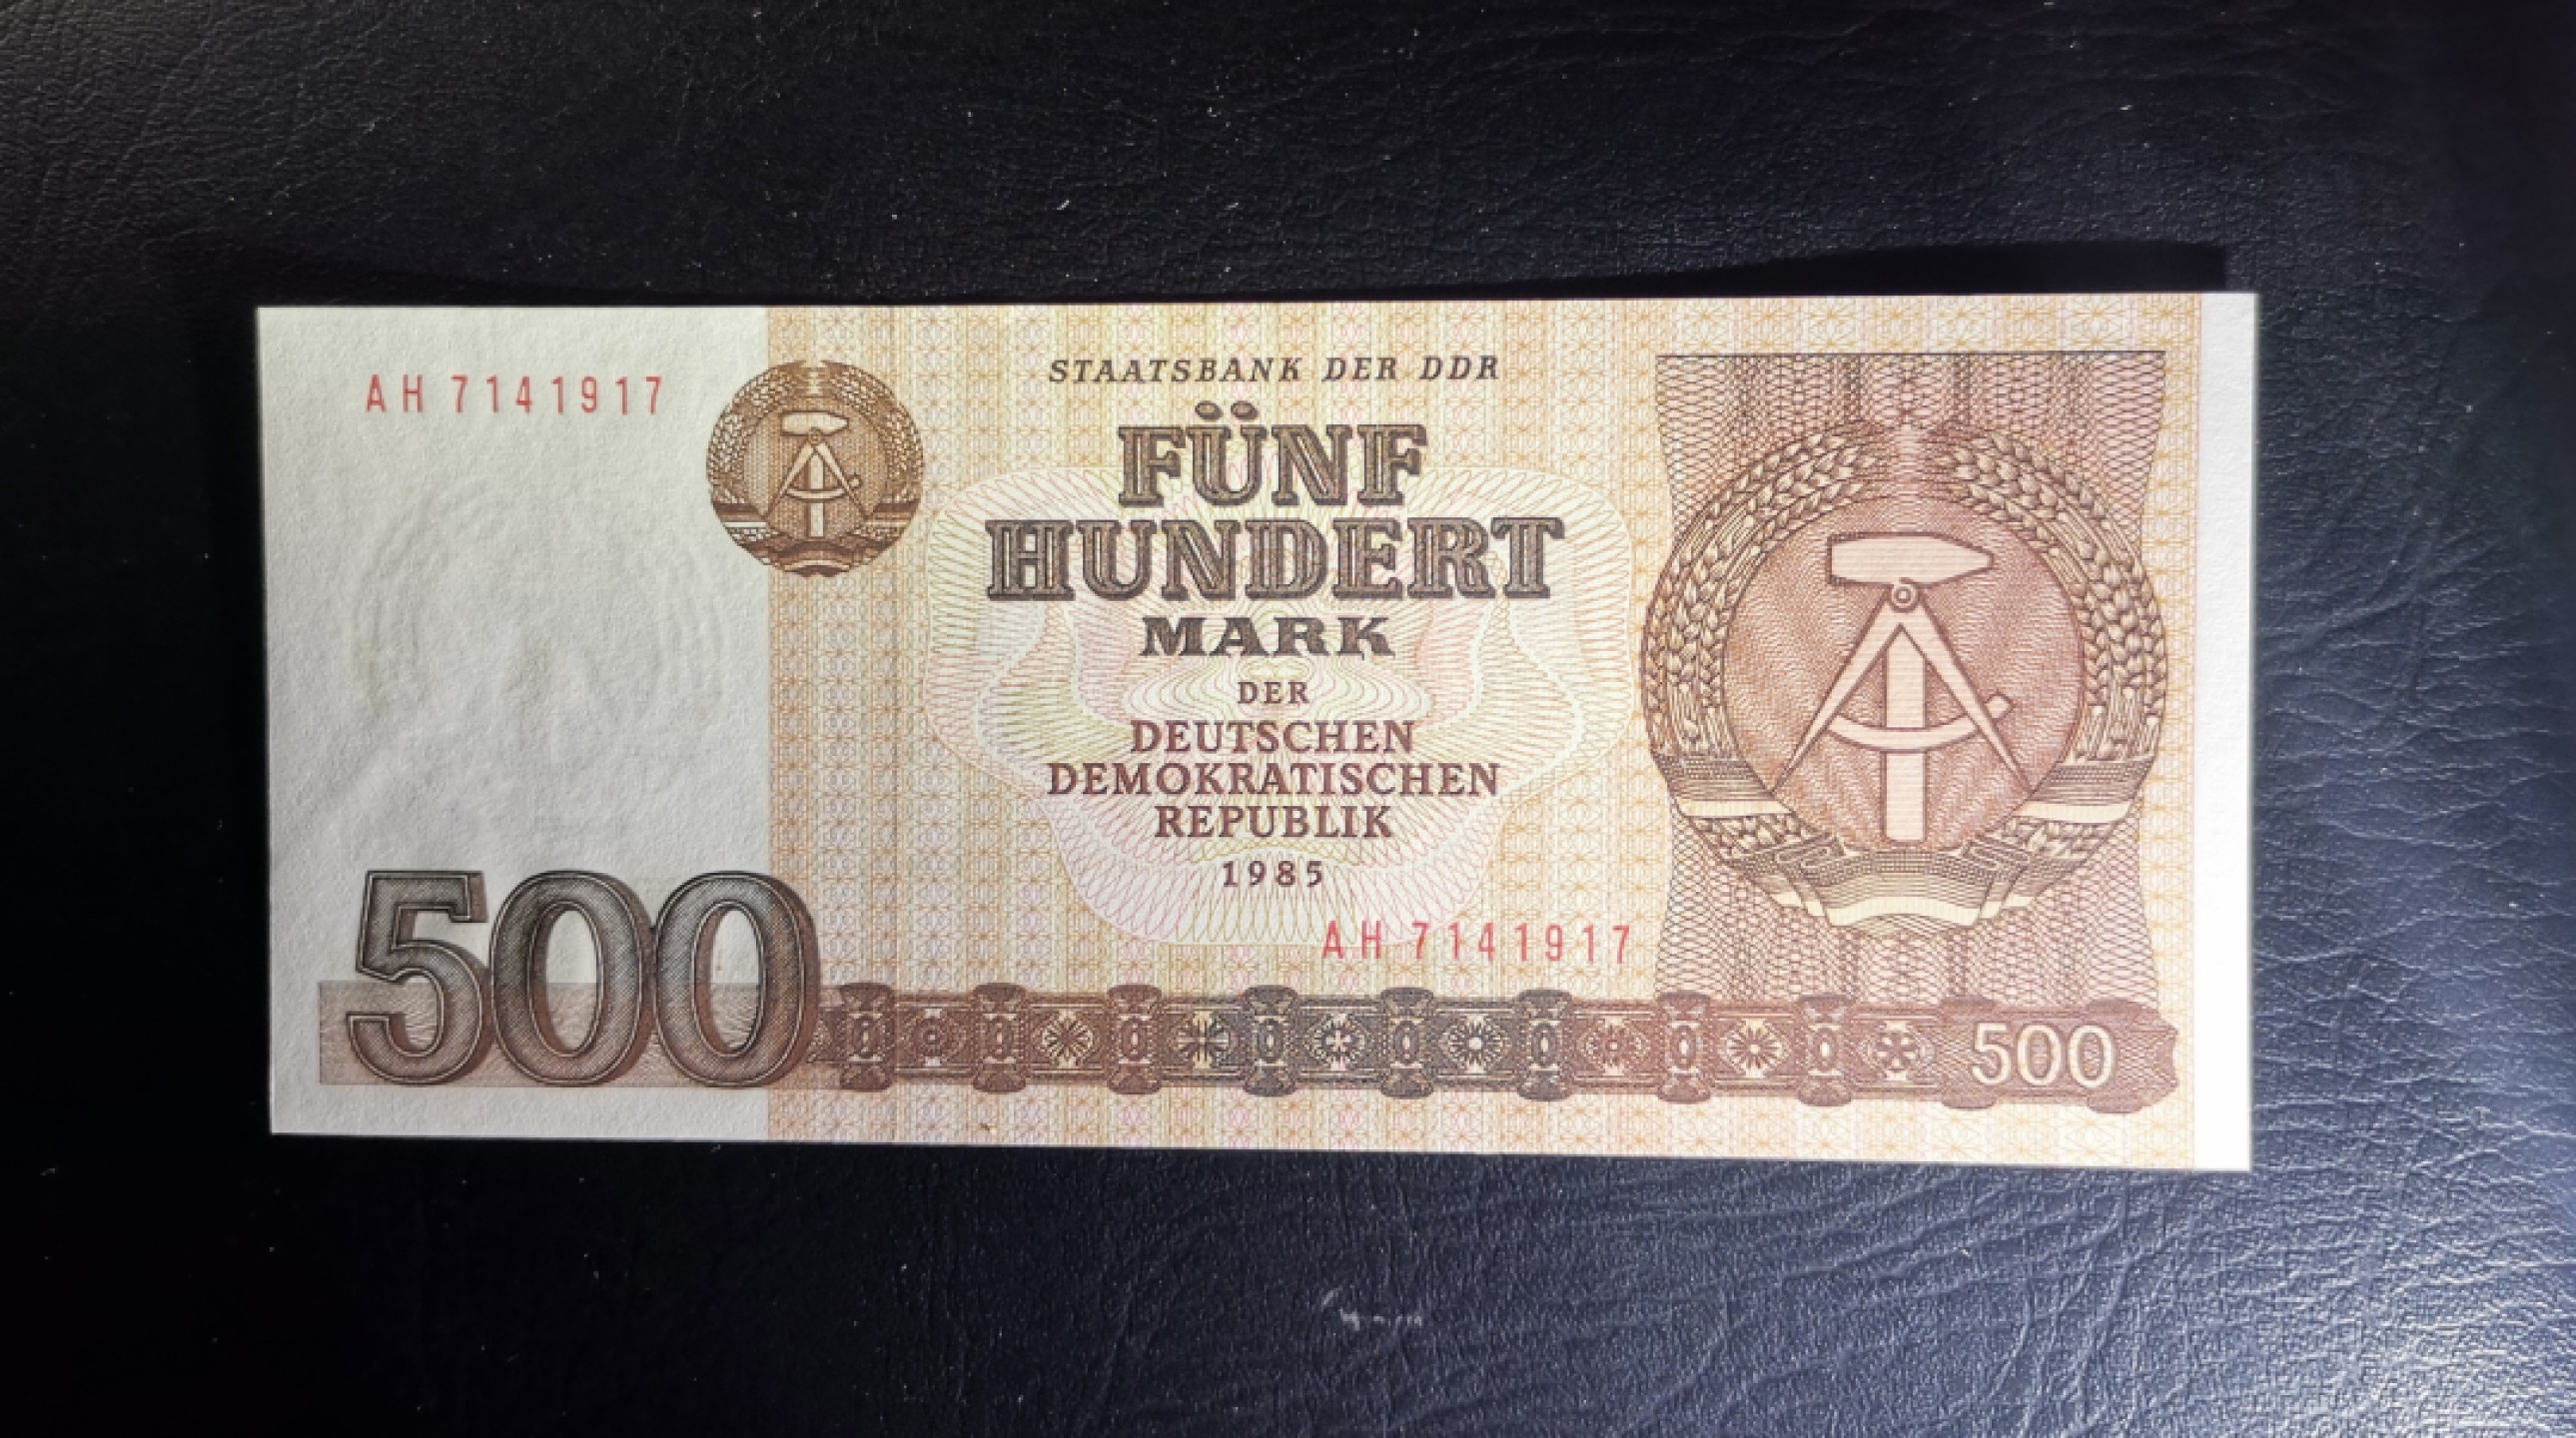 AH 7141917
STAATSBANK DER DDR
FÜNF
HUNDERT
MARK
DER
DEUTSCHEN
DEMOKRATISCHEN
REPUBLIK
1985
AH 7141917
500
500